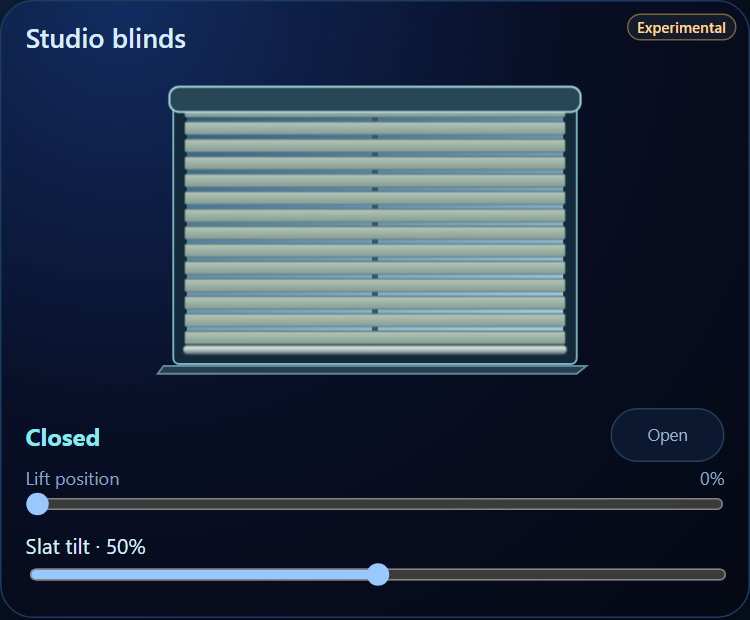 Studio blinds
Experimental
Closed
Open
Lift position
0%
Slat tilt · 50%